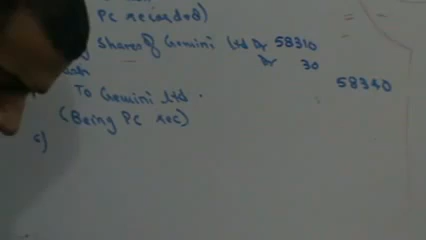 PC recorded)
Shares of Gemini Ltd Dr 58310
Dr 30
To Gemini Ltd. 58340
(Being PC rec)
c)